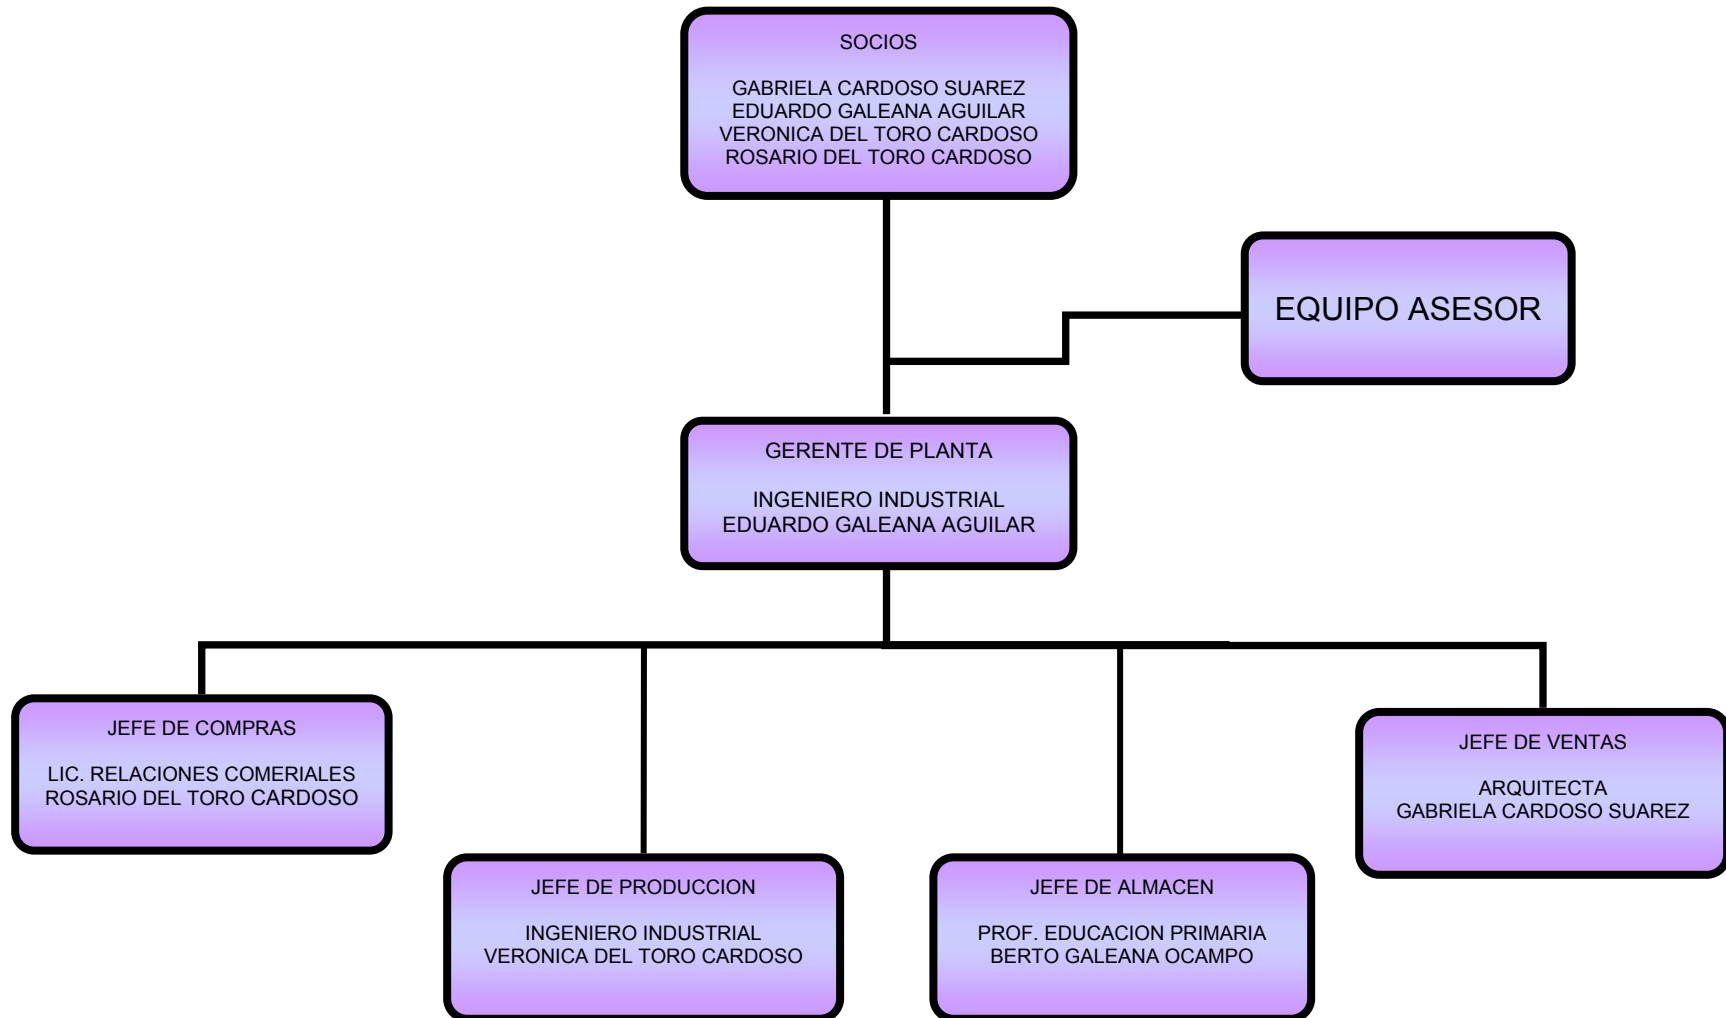 SOCIOS
GABRIELA CARDOSO SUAREZ
EDUARDO GALEANA AGUILAR
VERONICA DEL TORO CARDOSO
ROSARIO DEL TORO CARDOSO
EQUIPO ASESOR
GERENTE DE PLANTA
INGENIERO INDUSTRIAL
EDUARDO GALEANA AGUILAR
JEFE DE COMPRAS
LIC. RELACIONES COMERIALES
ROSARIO DEL TORO CARDOSO
JEFE DE PRODUCCION
INGENIERO INDUSTRIAL
VERONICA DEL TORO CARDOSO
JEFE DE ALMACEN
PROF. EDUCACION PRIMARIA
BERTO GALEANA OCAMPO
JEFE DE VENTAS
ARQUITECTA
GABRIELA CARDOSO SUAREZ